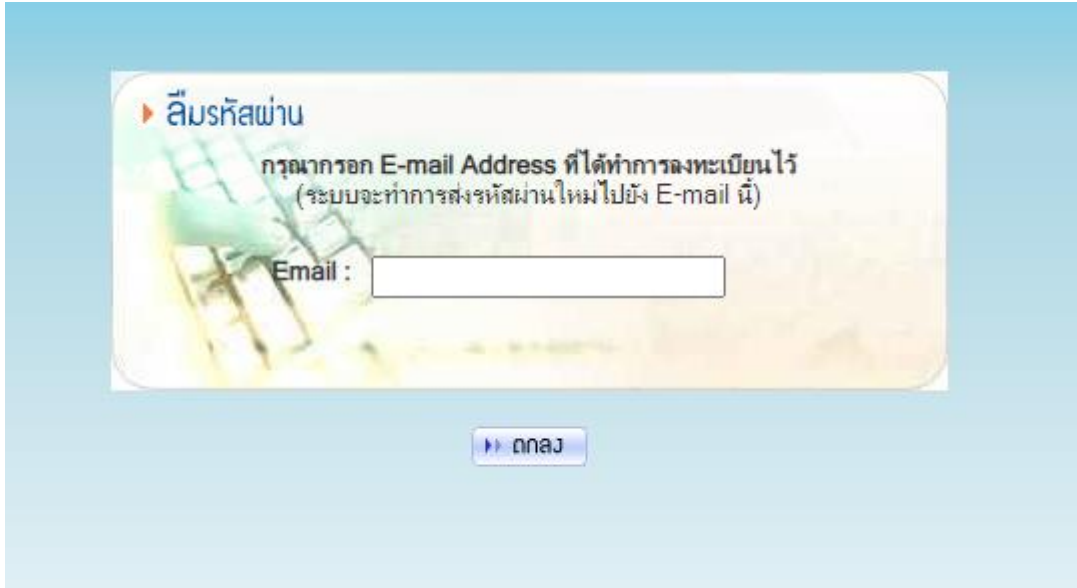 ลืมรหัสผ่าน
กรุณากรอก E-mail Address ที่ได้ทำการลงทะเบียนไว้
(ระบบจะทำการส่งรหัสผ่านใหม่ไปยัง E-mail นี้)
Email :
ตกลง